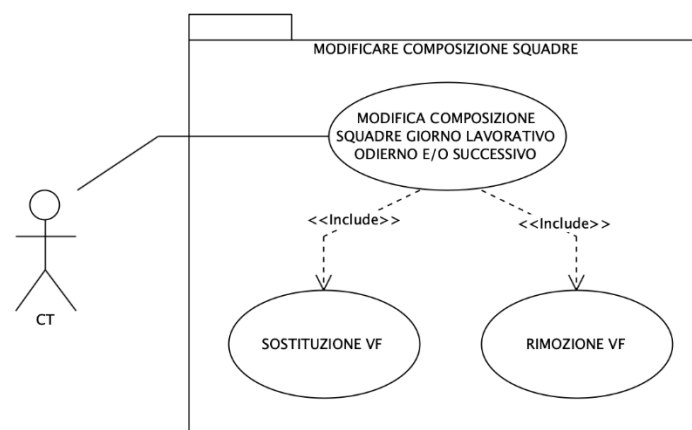 MODIFICARE COMPOSIZIONE SQUADRE
MODIFICA COMPOSIZIONE
SQUADRE GIORNO LAVORATIVO
ODIERNO E/O SUCCESSIVO
<<Include>>
<<Include>>
CT
SOSTITUZIONE VF
RIMOZIONE VF